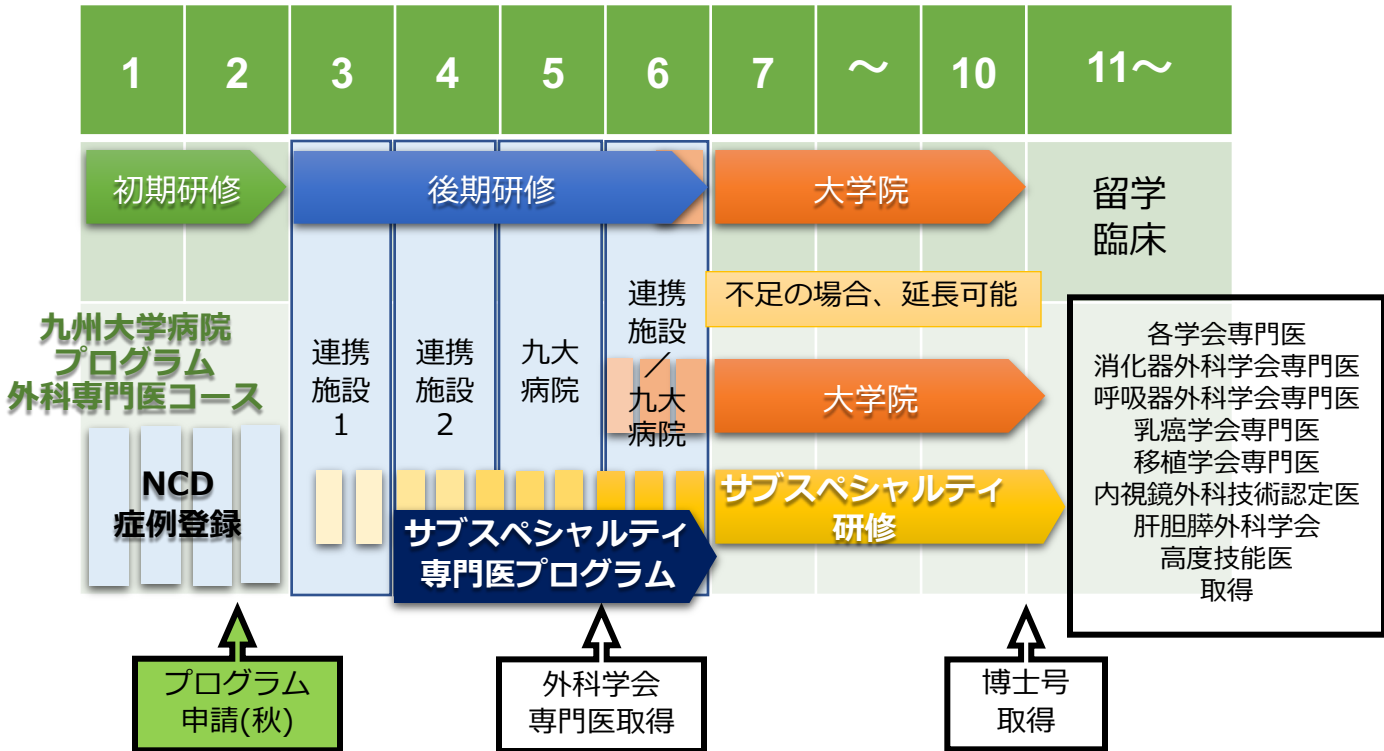 1 2 3 4 5 6 7 ～ 10 11～
初期研修
後期研修
大学院
留学
臨床
不足の場合、延長可能
九州大学病院
プログラム
外科専門医コース
連携
施設
1
連携
施設
2
九大
病院
連携
施設
／
九大
病院
大学院
NCD
症例登録
サブスペシャルティ
専門医プログラム
サブスペシャルティ
研修
各学会専門医
消化器外科学会専門医
呼吸器外科学会専門医
乳癌学会専門医
移植学会専門医
内視鏡外科技術認定医
肝胆膵外科学会
高度技能医
取得
プログラム
申請(秋)
外科学会
専門医取得
博士号
取得